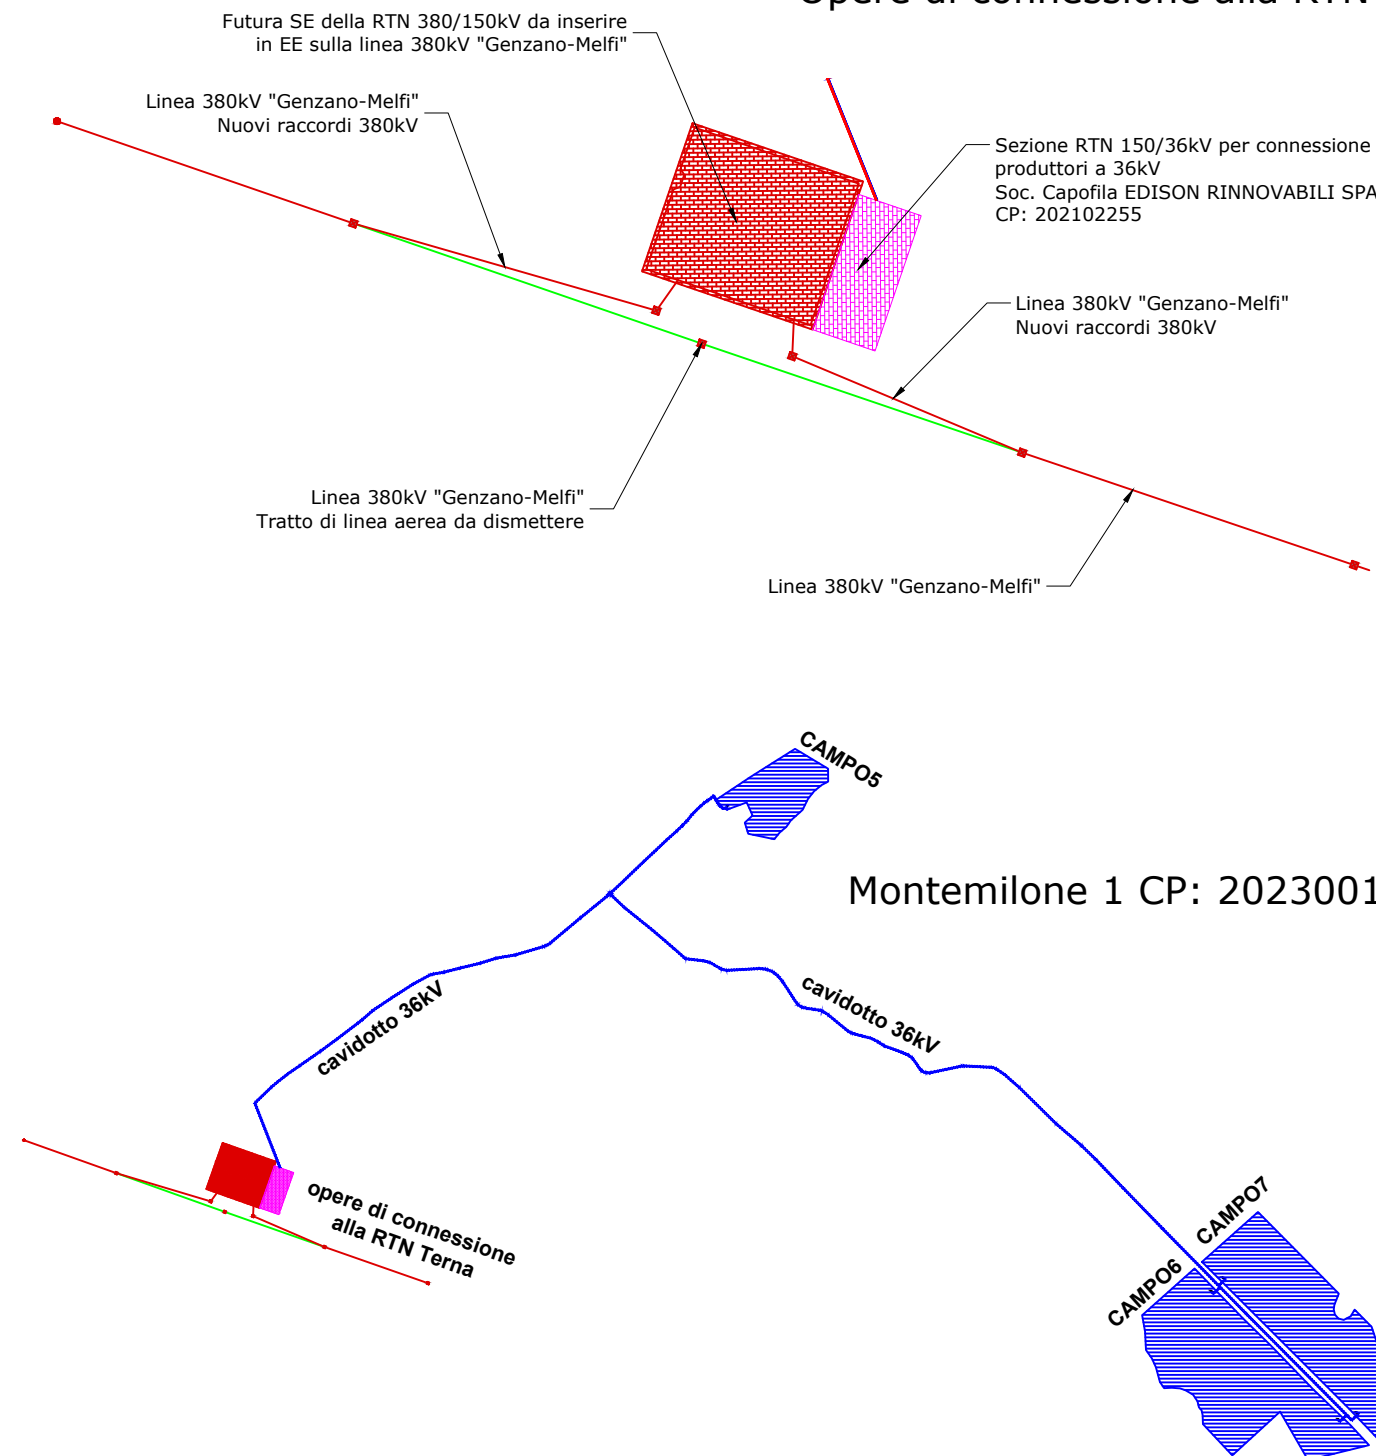 Opere di connessione alla RTN
Futura SE della RTN 380/150kV da inserire
in EE sulla linea 380kV "Genzano-Melfi"
Linea 380kV "Genzano-Melfi"
Nuovi raccordi 380kV
Sezione RTN 150/36kV per connessione
produttori a 36kV
Soc. Capofila EDISON RINNOVABILI SPA
CP: 202102255
Linea 380kV "Genzano-Melfi"
Nuovi raccordi 380kV
Linea 380kV "Genzano-Melfi"
Tratto di linea aerea da dismettere
Linea 380kV "Genzano-Melfi"
CAMPO5
Montemilone 1 CP: 2023001
cavidotto 36kV
cavidotto 36kV
opere di connessione
alla RTN Terna
CAMPO7
CAMPO6